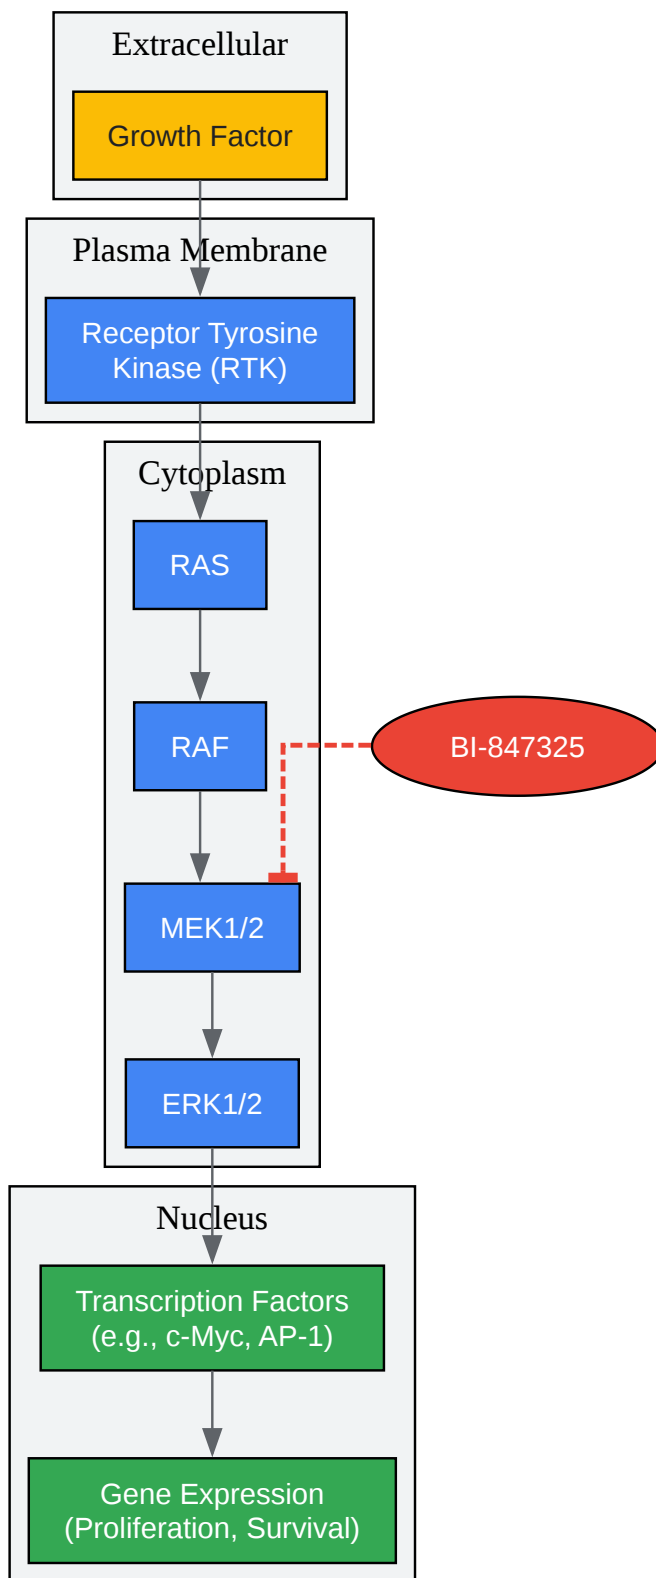 Extracellular
Growth Factor
Plasma Membrane
Receptor Tyrosine
Kinase (RTK)
Cytoplasm
RAS
RAF
BI-847325
MEK1/2
ERK1/2
Nucleus
Transcription Factors
(e.g., c-Myc, AP-1)
Gene Expression
(Proliferation, Survival)